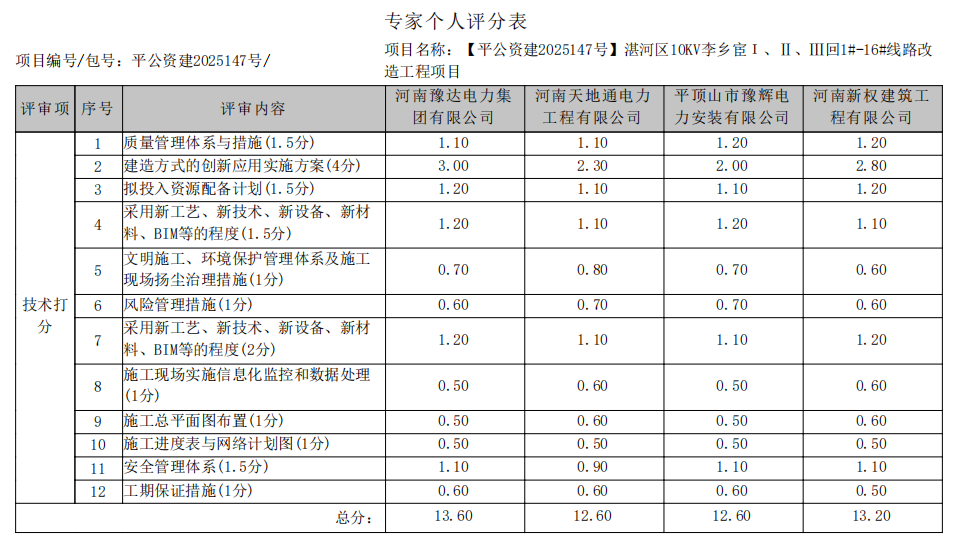 专家个人评分表
项目编号/包号: 平公资建2025147号/
项目名称: 【平公资建2025147号】湛河区10KV李乡宦Ⅰ、Ⅱ、Ⅲ回1#-16#线路改
造工程项目
评审项 序号 评审内容 河南豫达电力集 河南天地通电力 平顶山市豫辉电 河南新权建筑工
团有限公司 工程有限公司 力安装有限公司 程有限公司
1 质量管理体系与措施(1.5分) 1.10 1.10 1.20 1.20
2 建造方式的创新应用实施方案(4分) 3.00 2.30 2.00 2.80
3 拟投入资源配备计划(1.5分) 1.20 1.10 1.10 1.20
4 采用新工艺、新技术、新设备、新材
料、BIM等的程度(1.5分) 1.20 1.10 1.20 1.10
5 文明施工、环境保护管理体系及施工
现场扬尘治理措施(1分) 0.70 0.80 0.70 0.60
技术打
分
6 风险管理措施(1分) 0.60 0.70 0.70 0.60
7 采用新工艺、新技术、新设备、新材
料、BIM等的程度(2分) 1.20 1.10 1.10 1.20
8 施工现场实施信息化监控和数据处理
(1分) 0.50 0.60 0.50 0.60
9 施工总平面图布置(1分) 0.50 0.60 0.50 0.60
10 施工进度表与网络计划图(1分) 0.50 0.50 0.50 0.50
11 安全管理体系(1.5分) 1.10 0.90 1.10 1.10
12 工期保证措施(1分) 0.60 0.60 0.60 0.50
总分: 13.60 12.60 12.60 13.20